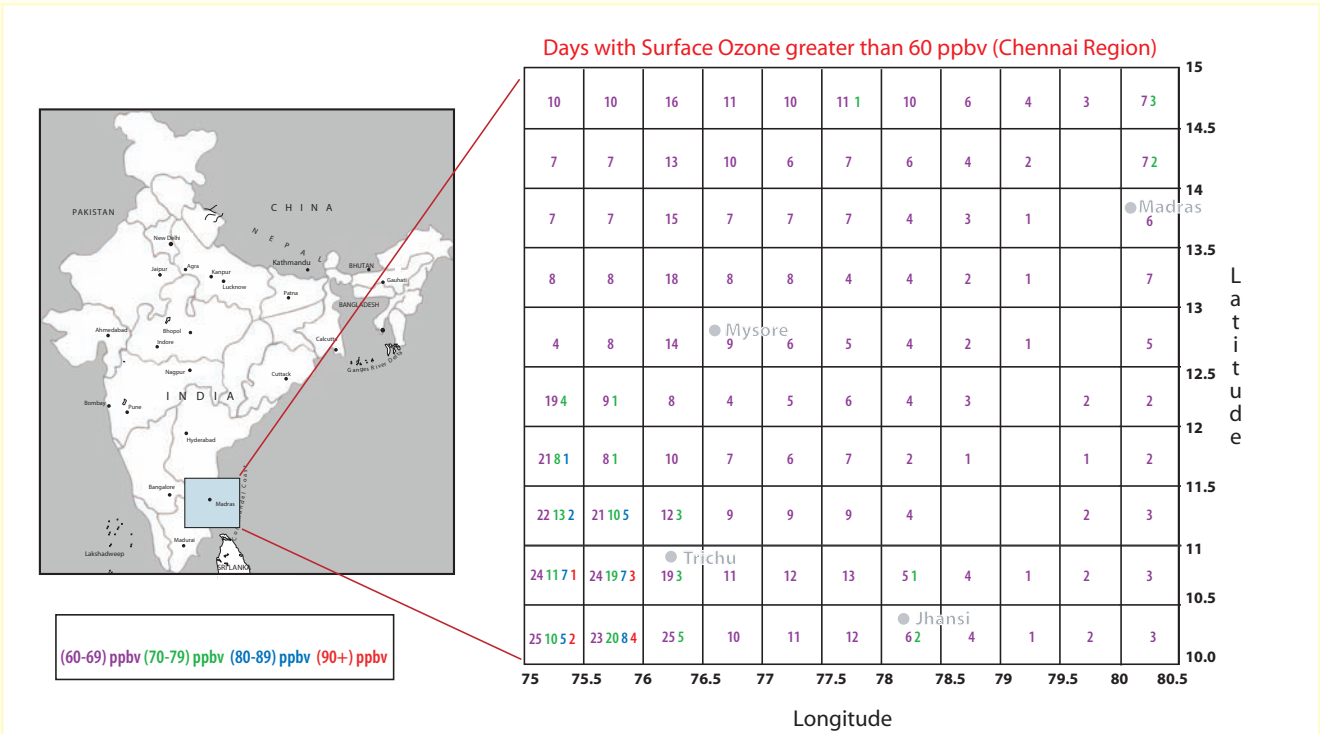 Days with Surface Ozone greater than 60 ppbv (Chennai Region)
10 10 16 11 10 11 1 10 6 4 3 7 3
7 7 13 10 6 7 6 4 2 7 2
7 7 15 7 7 7 4 3 1 6
8 8 18 8 8 4 4 2 1 7
4 8 14 9 6 5 4 2 1 5
19 4 9 1 8 4 5 6 4 3 2 2
21 8 1 8 1 10 7 6 7 2 1 1 2
22 13 2 21 10 5 12 3 9 9 9 4 2 3
24 11 7 1 24 19 7 3 19 3 11 12 13 5 1 4 1 2 3
25 10 5 2 23 20 8 4 25 5 10 11 12 6 2 4 1 2 3
Madras
Mysore
Trichu
Jhansi
15
14.5
14
13.5
13
12.5
12
11.5
11
10.5
10.0
Latitude
75 75.5 76 76.5 77 77.5 78 78.5 79 79.5 80 80.5
Longitude
PAKISTAN
CHINA
NEPAL
New Delhi
Jaipur
Agra
Kanpur
Lucknow
Kathmandu
BHUTAN
Gauhati
Patna
BANGLADESH
Ahmedabad
Bhopol
Indore
Calcutta
Ganges River Delta
Nagpur
Cuttack
INDIA
Bombay
Pune
Hyderabad
Coromandel Coast
Bangalore
Madras
Madurai
Lakshadweep
SRI LANKA
(60-69) ppbv (70-79) ppbv (80-89) ppbv (90+) ppbv